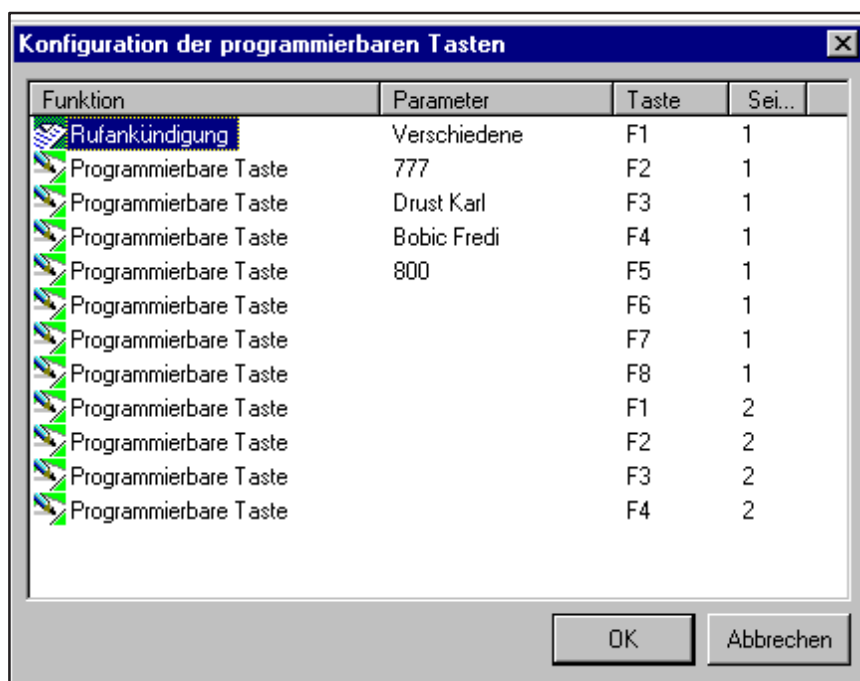 Konfiguration der programmierbaren Tasten
Funktion Parameter Taste Sei...
Rufankündigung Verschiedene F1 1
Programmierbare Taste 777 F2 1
Programmierbare Taste Drust Karl F3 1
Programmierbare Taste Bobic Fredi F4 1
Programmierbare Taste 800 F5 1
Programmierbare Taste F6 1
Programmierbare Taste F7 1
Programmierbare Taste F8 1
Programmierbare Taste F1 2
Programmierbare Taste F2 2
Programmierbare Taste F3 2
Programmierbare Taste F4 2
OK Abbrechen